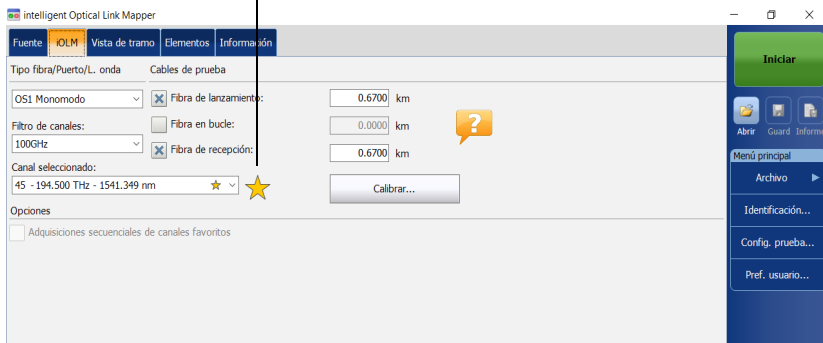 intelligent Optical Link Mapper
Fuente iOLM Vista de tramo Elementos Información
Tipo fibra/Puerto/L. onda Cables de prueba
OS1 Monomodo Fibra de lanzamiento: 0.6700 km
Filtro de canales: Fibra en bucle: 0.0000 km
100GHz Fibra de recepción: 0.6700 km
Canal seleccionado:
45 - 194.500 THz - 1541.349 nm Calibrar...
Opciones
Adquisiciones secuenciales de canales favoritos
?
Iniciar
Abrir Guard Informe
Menú principal
Archivo
Identificación...
Config. prueba...
Pref. usuario...